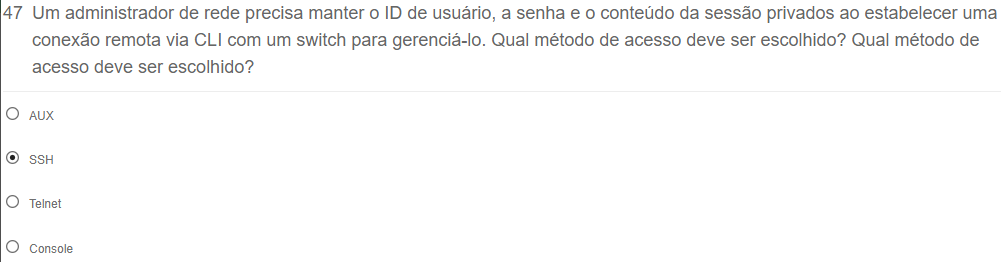 47 Um administrador de rede precisa manter o ID de usuário, a senha e o conteúdo da sessão privados ao estabelecer uma
conexão remota via CLI com um switch para gerenciá-lo. Qual método de acesso deve ser escolhido? Qual método de
acesso deve ser escolhido?
AUX
SSH
Telnet
Console